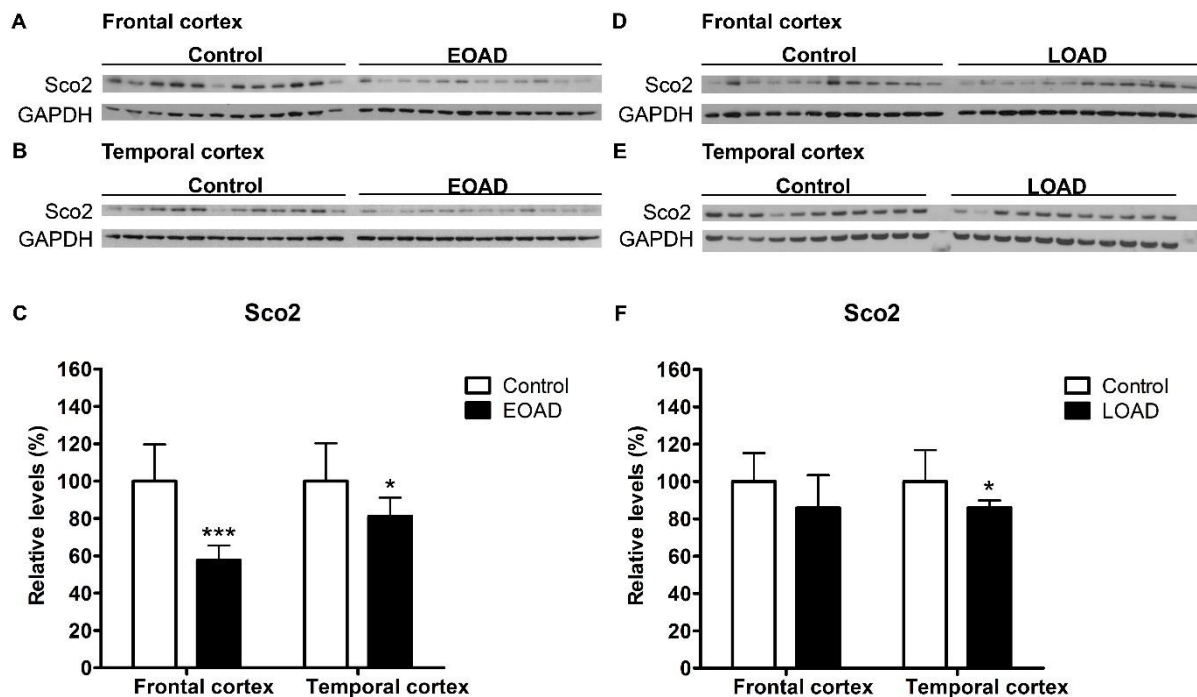 A Frontal cortex
Control EOAD
Sco2
GAPDH
B Temporal cortex
Control EOAD
Sco2
GAPDH
D Frontal cortex
Control LOAD
Sco2
GAPDH
E Temporal cortex
Control LOAD
Sco2
GAPDH
C Sco2
Relative levels (%)
160
140
120
100
80
60
40
20
0
***
*
Frontal cortex Temporal cortex
Control
EOAD
F Sco2
Relative levels (%)
160
140
120
100
80
60
40
20
0
*
Frontal cortex Temporal cortex
Control
LOAD